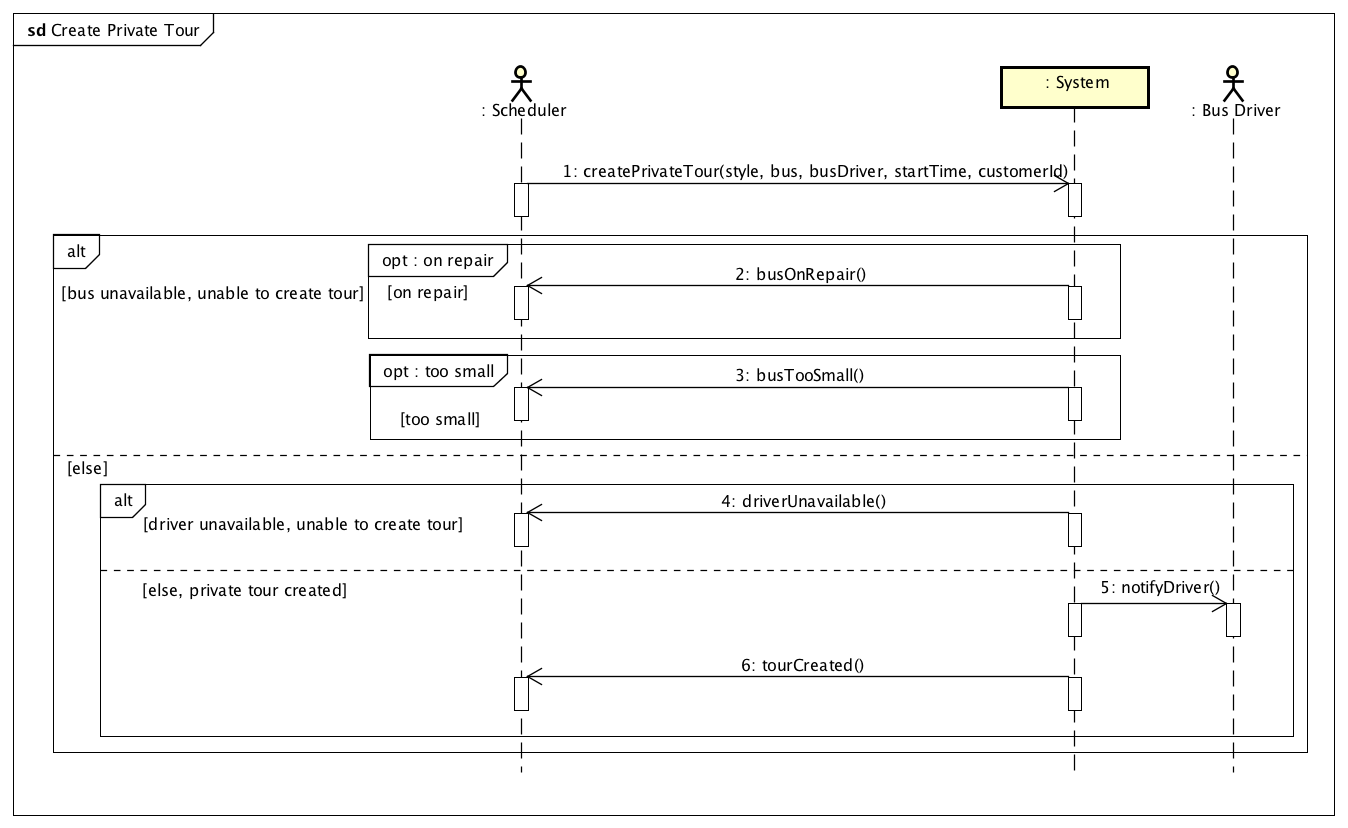 sd Create Private Tour
: Scheduler
: System
: Bus Driver
1: createPrivateTour(style, bus, busDriver, startTime, customerId)
alt
opt : on repair
2: busOnRepair()
[bus unavailable, unable to create tour]
[on repair]
opt : too small
3: busTooSmall()
[too small]
[else]
alt
4: driverUnavailable()
[driver unavailable, unable to create tour]
[else, private tour created]
5: notifyDriver()
6: tourCreated()